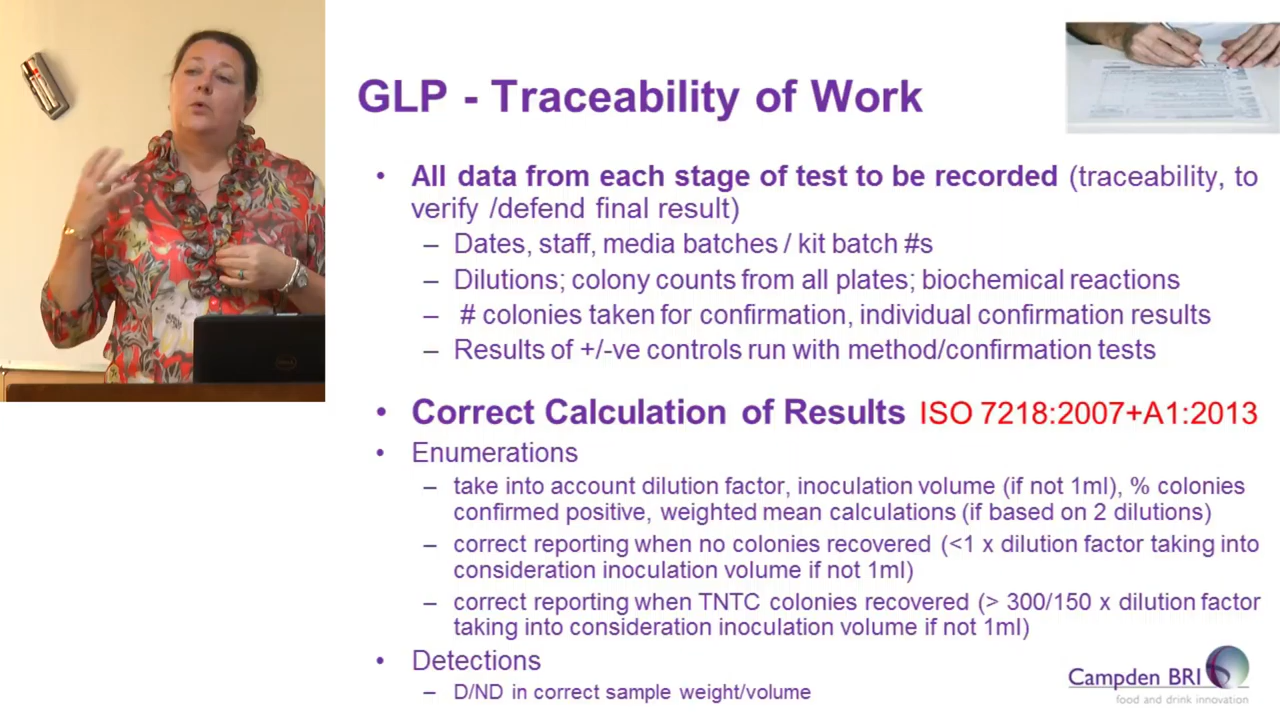 GLP - Traceability of Work
• All data from each stage of test to be recorded (traceability, to
verify /defend final result)
– Dates, staff, media batches / kit batch #s
– Dilutions; colony counts from all plates; biochemical reactions
– # colonies taken for confirmation, individual confirmation results
– Results of +/-ve controls run with method/confirmation tests
• Correct Calculation of Results ISO 7218:2007+A1:2013
• Enumerations
– take into account dilution factor, inoculation volume (if not 1ml), % colonies
confirmed positive, weighted mean calculations (if based on 2 dilutions)
– correct reporting when no colonies recovered (<1 x dilution factor taking into
consideration inoculation volume if not 1ml)
– correct reporting when TNTC colonies recovered (> 300/150 x dilution factor
taking into consideration inoculation volume if not 1ml)
• Detections
– D/ND in correct sample weight/volume
Campden BRI
food and drink innovation